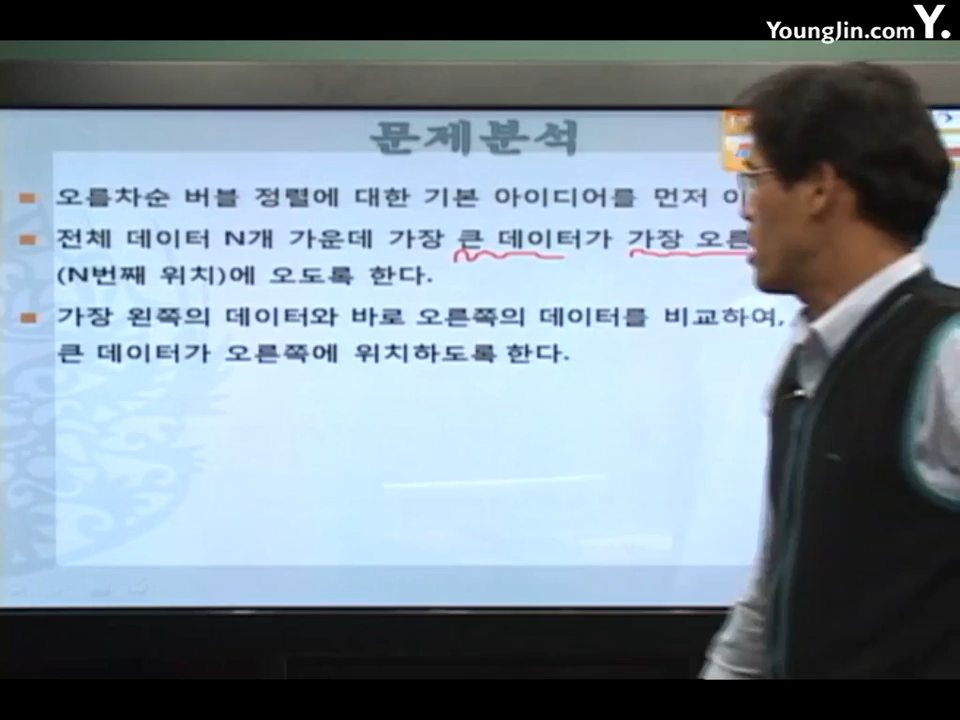 YoungJin.com Y.
문제분석
오름차순 버블 정렬에 대한 기본 아이디어를 먼저
전체 데이터 N개 가운데 가장 큰 데이터가 가장
(N번째 위치)에 오도록 한다.
가장 왼쪽의 데이터와 바로 오른쪽의 데이터를 비교하여,
큰 데이터가 오른쪽에 위치하도록 한다.